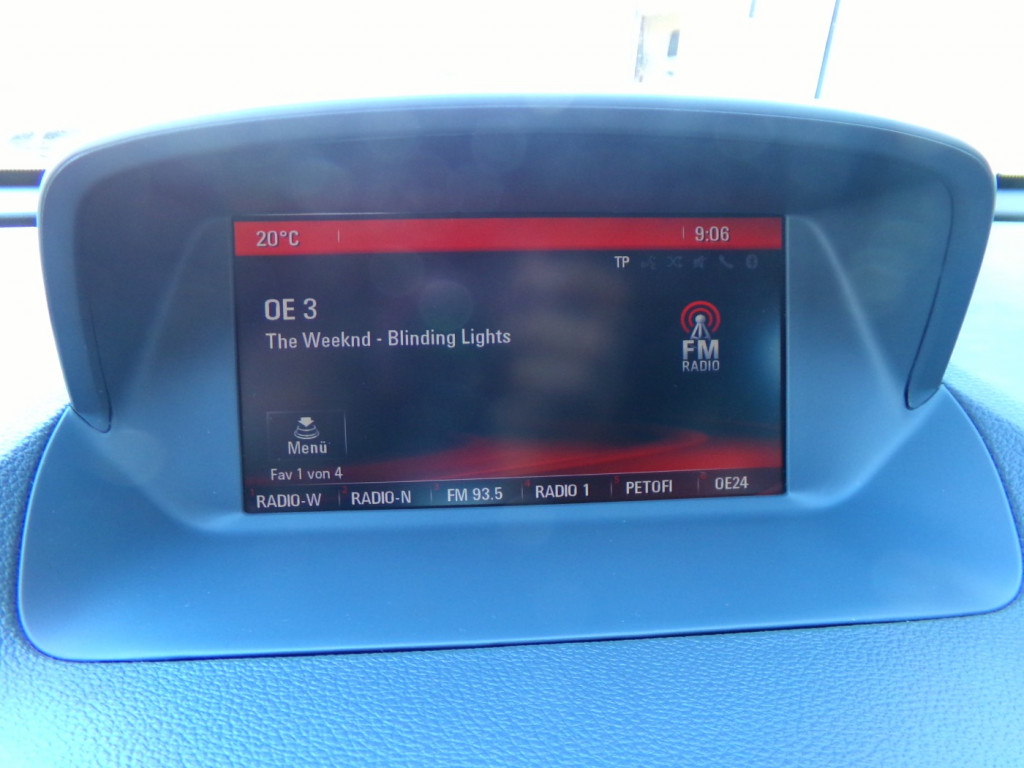 20°C 9:06
TP
OE 3
The Weeknd - Blinding Lights
FM
RADIO
Menü
Fav 1 von 4
RADIO-W RADIO-N FM 93.5 RADIO 1 PETOFI OE24